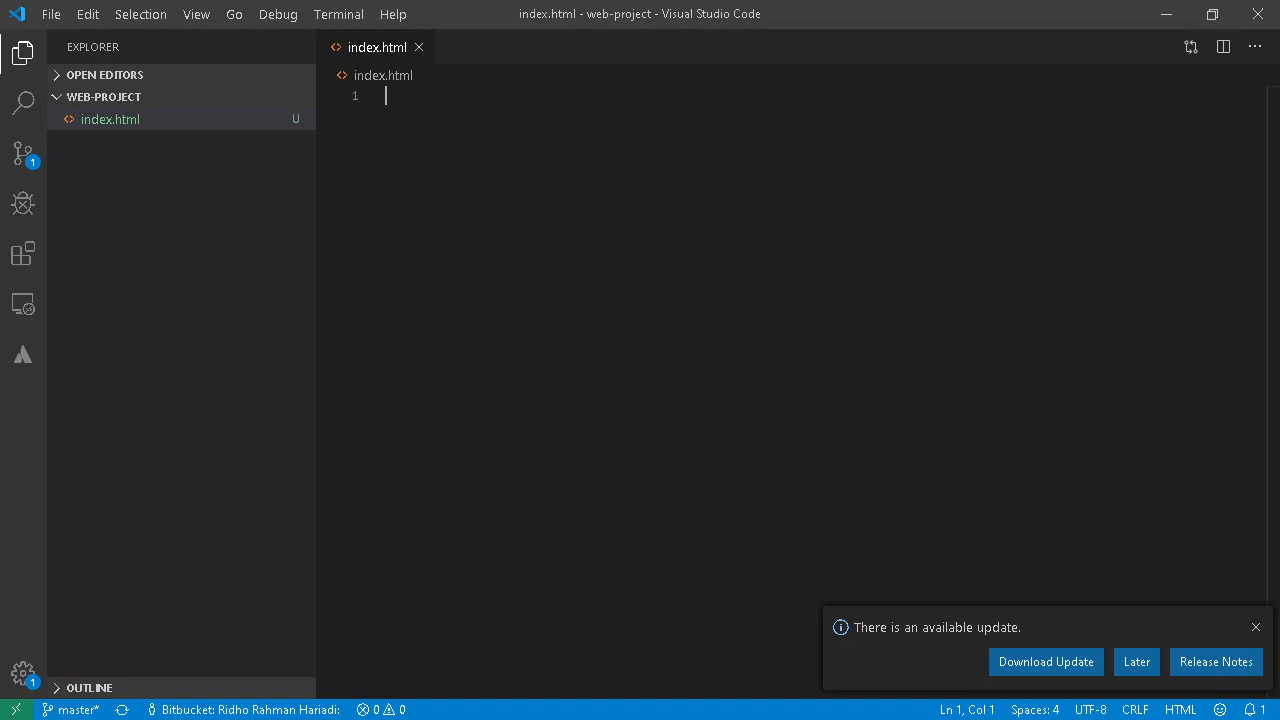 File Edit Selection View Go Debug Terminal Help index.html - web-project - Visual Studio Code
EXPLORER
index.html
OPEN EDITORS
index.html
WEB-PROJECT
1
index.html U
1
1
There is an available update.
Download Update Later Release Notes
OUTLINE
master* Bitbucket: Ridho Rahman Hariadi: 0 0 Ln 1, Col 1 Spaces: 4 UTF-8 CRLF HTML 1